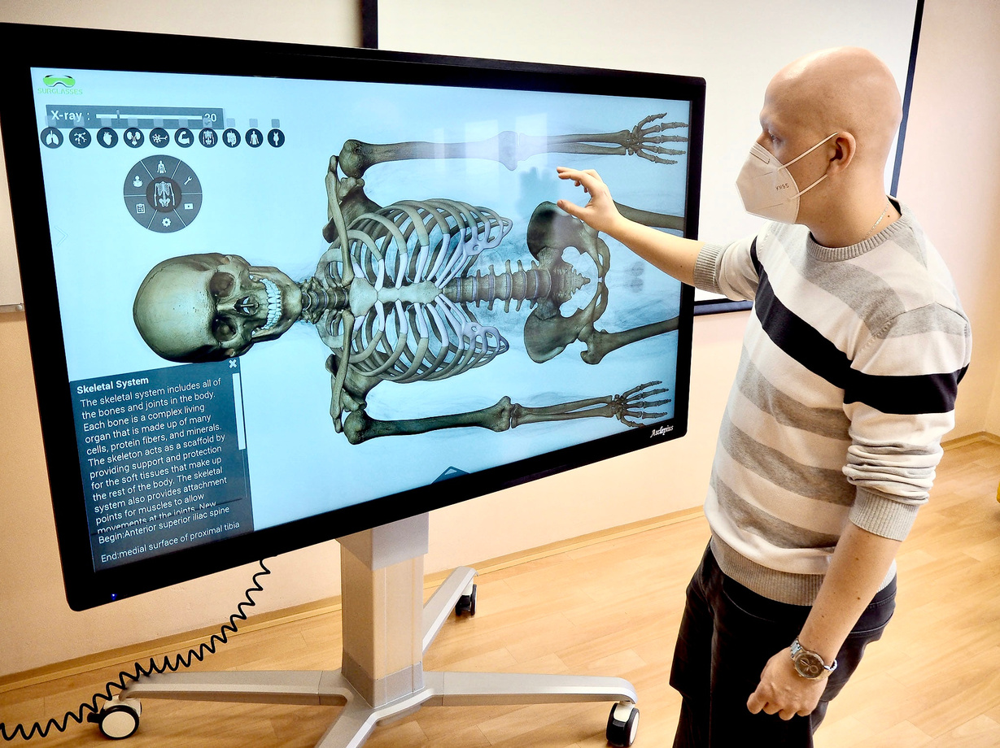 SURGLASSES
X-ray : 20
Skeletal System
The skeletal system includes all of
the bones and joints in the body.
Each bone is a complex living
organ that is made up of many
cells, protein fibers, and minerals.
The skeleton acts as a scaffold by
providing support and protection
for the soft tissues that make up
the rest of the body. The skeletal
system also provides attachment
points for muscles to allow
movements at the joints. New
Begin:Anterior superior iliac spine
End:medial surface of proximal tibia
Asclepius
KN95